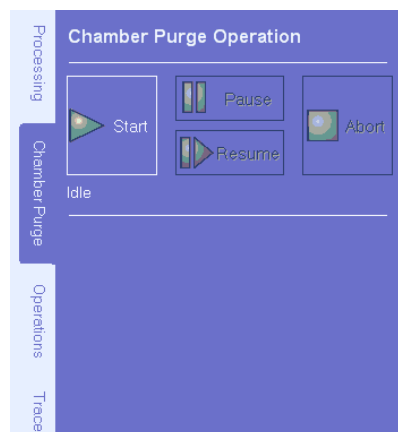 Processing
Chamber Purge
Operations
Trace
Chamber Purge Operation
Start
Pause
Resume
Abort
Idle